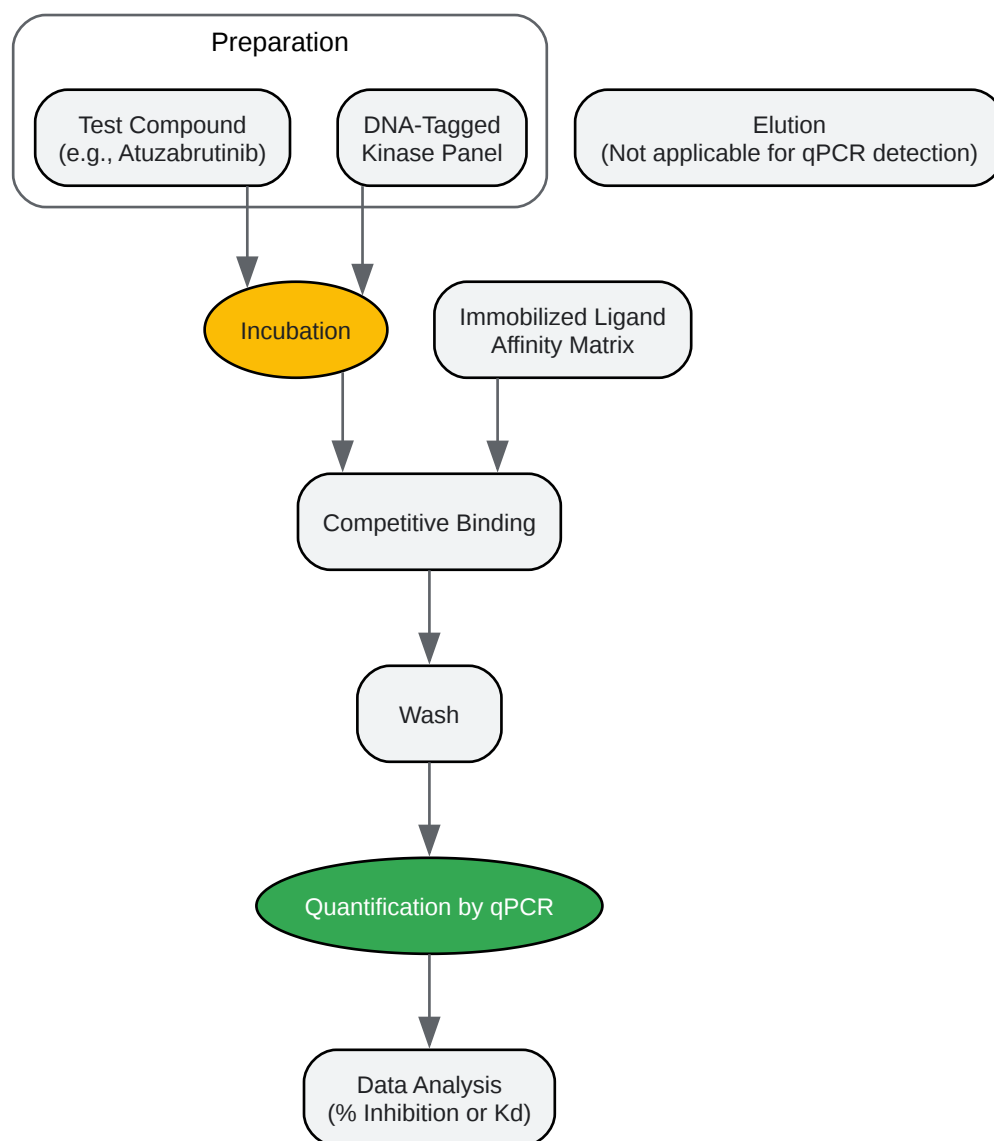 Preparation
Test Compound
(e.g., Atuzabrutinib)
DNA-Tagged
Kinase Panel
Elution
(Not applicable for qPCR detection)
Incubation
Immobilized Ligand
Affinity Matrix
Competitive Binding
Wash
Quantification by qPCR
Data Analysis
(% Inhibition or Kd)